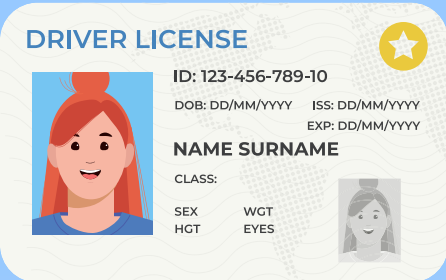 DRIVER LICENSE
ID: 123-456-789-10
DOB: DD/MM/YYYY ISS: DD/MM/YYYY
EXP: DD/MM/YYYY
NAME SURNAME
CLASS:
SEX WGT
HGT EYES